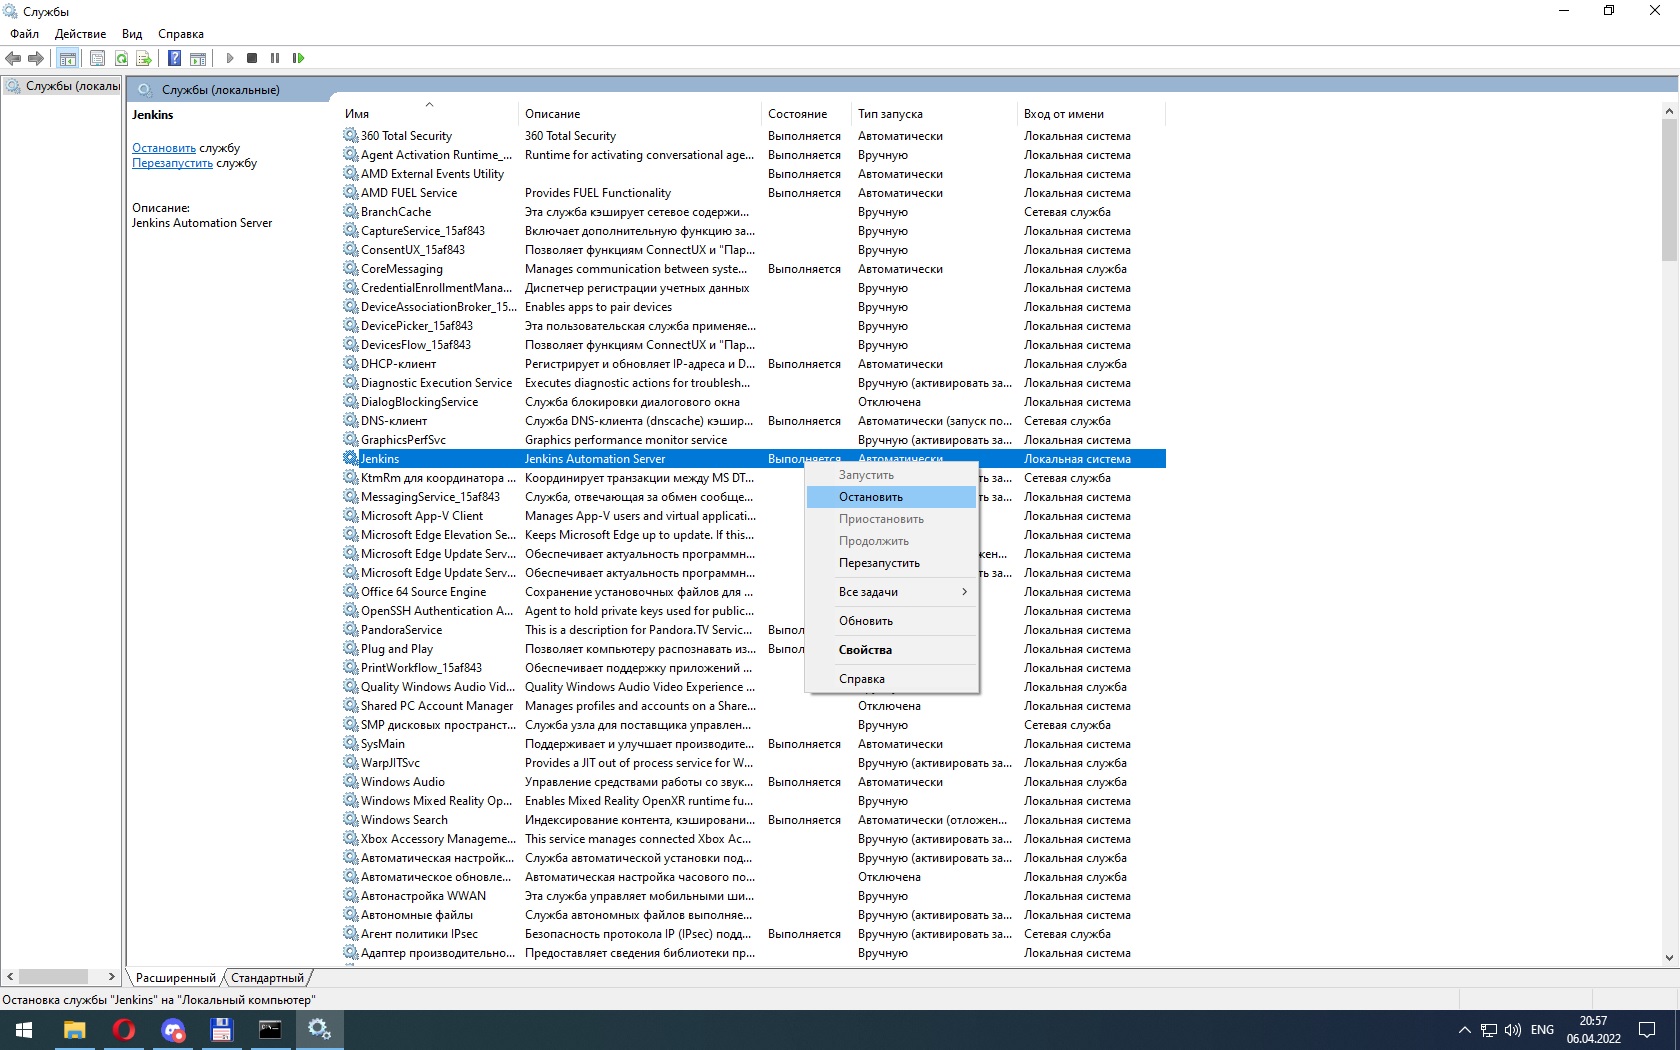 Службы
Файл Действие Вид Справка
Службы (локалы
Службы (локальные)
Jenkins
Остановить службу
Перезапустить службу
Описание:
Jenkins Automation Server
Имя Описание Состояние Тип запуска Вход от имени
360 Total Security 360 Total Security Выполняется Автоматически Локальная система
Agent Activation Runtime_... Runtime for activating conversational age... Выполняется Вручную Локальная система
AMD External Events Utility Выполняется Автоматически Локальная система
AMD FUEL Service Provides FUEL Functionality Выполняется Автоматически Локальная система
BranchCache Эта служба кэширует сетевое содержи... Вручную Сетевая служба
CaptureService_15af843 Включает дополнительную функцию за... Вручную Локальная система
ConsentUX_15af843 Позволяет функциям ConnectUX и "Пар... Вручную Локальная система
CoreMessaging Manages communication between syste... Выполняется Автоматически Локальная служба
CredentialEnrollmentMana... Диспетчер регистрации учетных данных Вручную Локальная система
DeviceAssociationBroker_15... Enables apps to pair devices Вручную Локальная система
DevicePicker_15af843 Эта пользовательская служба применяе... Вручную Локальная система
DevicesFlow_15af843 Позволяет функциям ConnectUX и "Пар... Вручную Локальная система
DHCP-клиент Регистрирует и обновляет IP-адреса и D... Выполняется Автоматически Локальная служба
Diagnostic Execution Service Executes diagnostic actions for troublesh... Вручную (активировать за... Локальная система
DialogBlockingService Служба блокировки диалогового окна Отключена Локальная система
DNS-клиент Служба DNS-клиента (dnscache) кэшир... Выполняется Автоматически (запуск по... Сетевая служба
GraphicsPerfSvc Graphics performance monitor service Вручную (активировать за... Локальная система
Jenkins Jenkins Automation Server Выполняется Автоматически Локальная система
KtmRm для координатора ... Координирует транзакции между MS DT... ть за... Сетевая служба
MessagingService_15af843 Служба, отвечающая за обмен сообще... ть за... Локальная система
Microsoft App-V Client Manages App-V users and virtual applicati... Локальная система
Microsoft Edge Elevation Se... Keeps Microsoft Edge up to update. If this... Локальная система
Microsoft Edge Update Serv... Обеспечивает актуальность программн... жен... Локальная система
Microsoft Edge Update Serv... Обеспечивает актуальность программн... ть за... Локальная система
Office 64 Source Engine Сохранение установочных файлов для ... Локальная система
OpenSSH Authentication A... Agent to hold private keys used for public... Локальная система
PandoraService This is a description for Pandora.TV Servic... Выпол Локальная система
Plug and Play Позволяет компьютеру распознавать из... Выпол Локальная система
PrintWorkflow_15af843 Обеспечивает поддержку приложений ... Локальная система
Quality Windows Audio Vid... Quality Windows Audio Video Experience ... Локальная служба
Shared PC Account Manager Manages profiles and accounts on a Share... Отключена Локальная система
SMP дисковых пространст... Служба узла для поставщика управлен... Вручную Сетевая служба
SysMain Поддерживает и улучшает производите... Выполняется Автоматически Локальная система
WarpJITSvc Provides a JIT out of process service for W... Вручную (активировать за... Локальная служба
Windows Audio Управление средствами работы со звук... Выполняется Автоматически Локальная служба
Windows Mixed Reality Op... Enables Mixed Reality OpenXR runtime fu... Вручную Локальная система
Windows Search Индексирование контента, кэшировани... Выполняется Автоматически (отложен... Локальная система
Xbox Accessory Manageme... This service manages connected Xbox Ac... Вручную (активировать за... Локальная система
Автоматическая настройк... Служба автоматической установки под... Вручную (активировать за... Локальная служба
Автоматическое обновле... Автоматическая настройка часового по... Отключена Локальная служба
Автонастройка WWAN Эта служба управляет мобильными ши... Вручную Локальная система
Автономные файлы Служба автономных файлов выполняе... Вручную (активировать за... Локальная система
Агент политики IPsec Безопасность протокола IP (IPsec) подд... Выполняется Вручную (активировать за... Сетевая служба
Адаптер производительно... Предоставляет сведения библиотеки пр... Вручную Локальная система
Запустить
Остановить
Приостановить
Продолжить
Перезапустить
Все задачи
Обновить
Свойства
Справка
Расширенный Стандартный
Остановка службы "Jenkins" на "Локальный компьютер"
ENG
20:57
06.04.2022